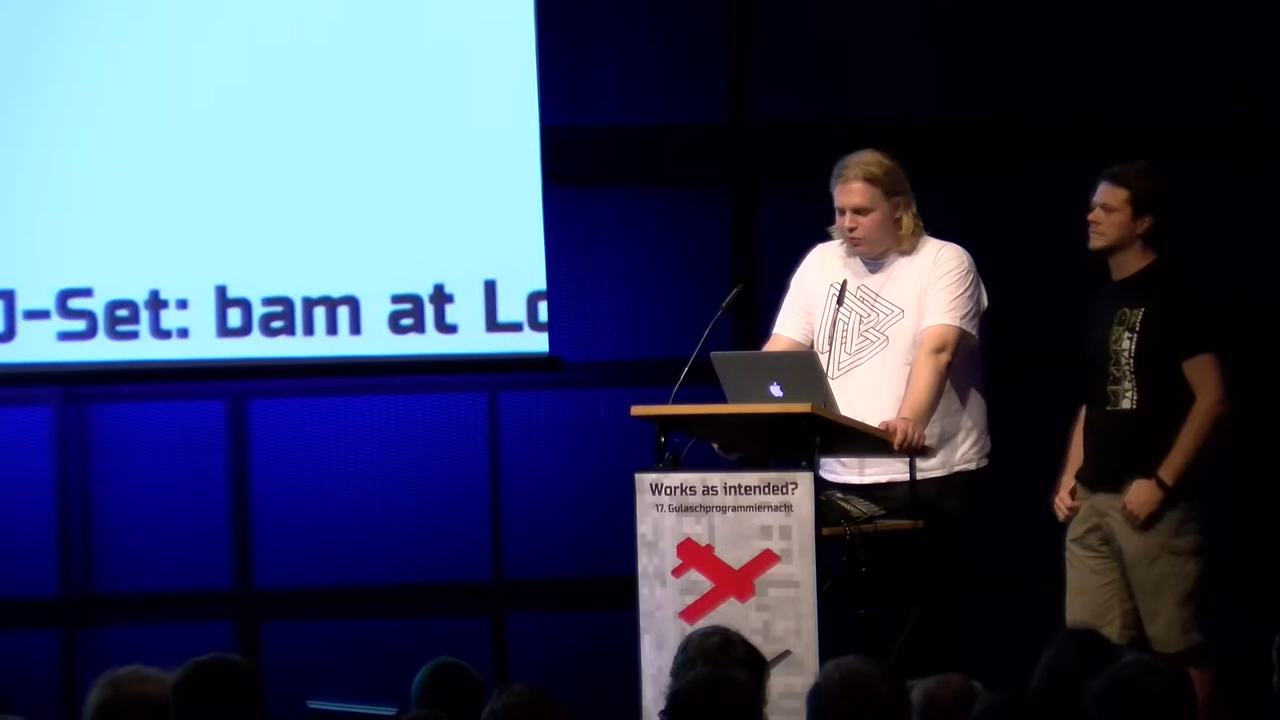 J-Set: bam at Lo
Works as intended?
17. Gulaschprogrammiernacht